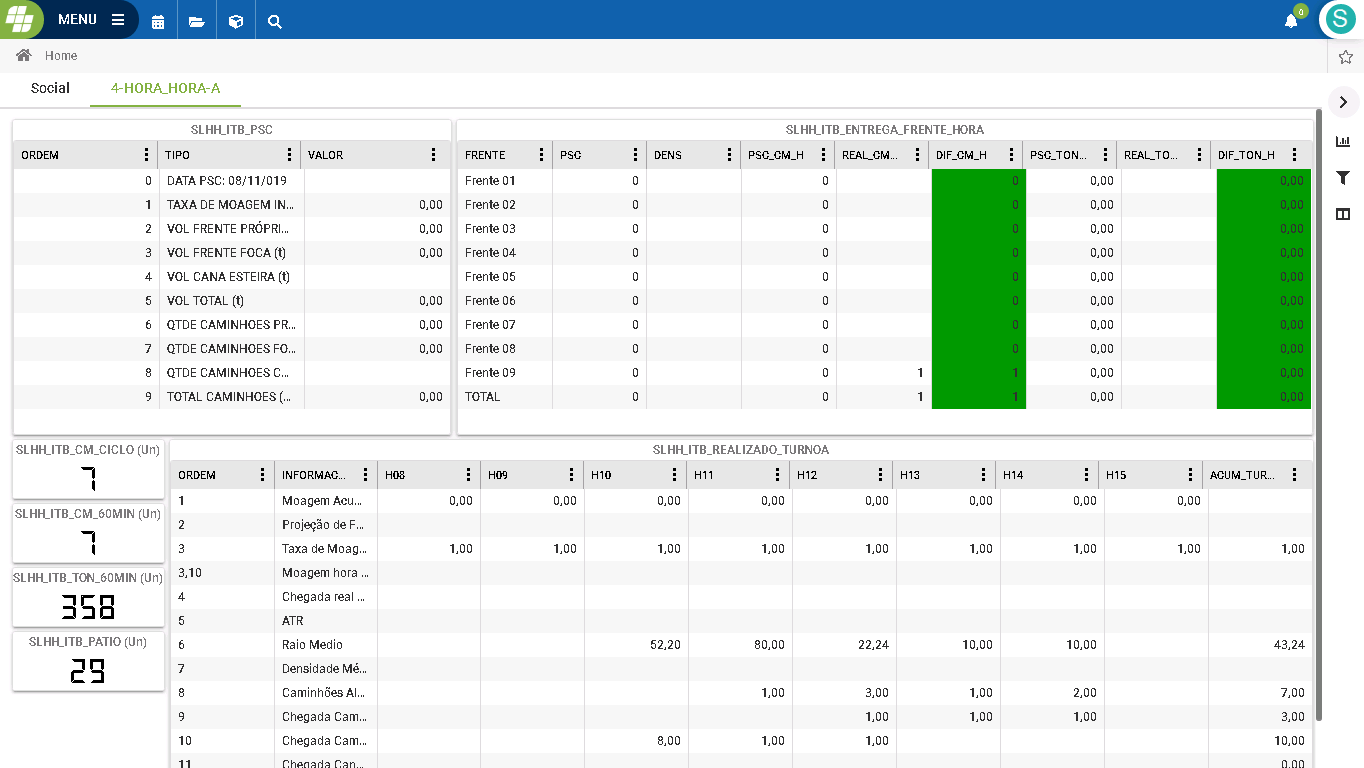 MENU
0
S
Home
Social 4-HORA_HORA-A
SLHH_ITB_PSC
ORDEM TIPO VALOR
0 DATA PSC: 08/11/019
1 TAXA DE MOAGEM IN... 0,00
2 VOL FRENTE PRÓPRI... 0,00
3 VOL FRENTE FOCA (t) 0,00
4 VOL CANA ESTEIRA (t)
5 VOL TOTAL (t) 0,00
6 QTDE CAMINHOES PR... 0,00
7 QTDE CAMINHOES FO... 0,00
8 QTDE CAMINHOES C...
9 TOTAL CAMINHOES (... 0,00
SLHH_ITB_ENTREGA_FRENTE_HORA
FRENTE PSC DENS PSC_CM_H REAL_CM... DIF_CM_H PSC_TON... REAL_TO... DIF_TON_H
Frente 01 0 0 0 0,00 0,00
Frente 02 0 0 0 0,00 0,00
Frente 03 0 0 0 0,00 0,00
Frente 04 0 0 0 0,00 0,00
Frente 05 0 0 0 0,00 0,00
Frente 06 0 0 0 0,00 0,00
Frente 07 0 0 0 0,00 0,00
Frente 08 0 0 0 0,00 0,00
Frente 09 0 0 1 1 0,00 0,00
TOTAL 0 0 1 1 0,00 0,00
SLHH_ITB_CM_CICLO (Un)
7
SLHH_ITB_CM_60MIN (Un)
7
SLHH_ITB_TON_60MIN (Un)
358
SLHH_ITB_PATIO (Un)
29
SLHH_ITB_REALIZADO_TURNOA
ORDEM INFORMAC... H08 H09 H10 H11 H12 H13 H14 H15 ACUM_TUR...
1 Moagem Acu... 0,00 0,00 0,00 0,00 0,00 0,00 0,00 0,00
2 Projeção de F...
3 Taxa de Moag... 1,00 1,00 1,00 1,00 1,00 1,00 1,00 1,00 1,00
3,10 Moagem hora ...
4 Chegada real ...
5 ATR
6 Raio Medio 52,20 80,00 22,24 10,00 10,00 43,24
7 Densidade Mé...
8 Caminhões Al... 1,00 3,00 1,00 2,00 7,00
9 Chegada Cam... 1,00 1,00 1,00 3,00
10 Chegada Cam... 8,00 1,00 1,00 10,00
11 Chegada Can... 0,00